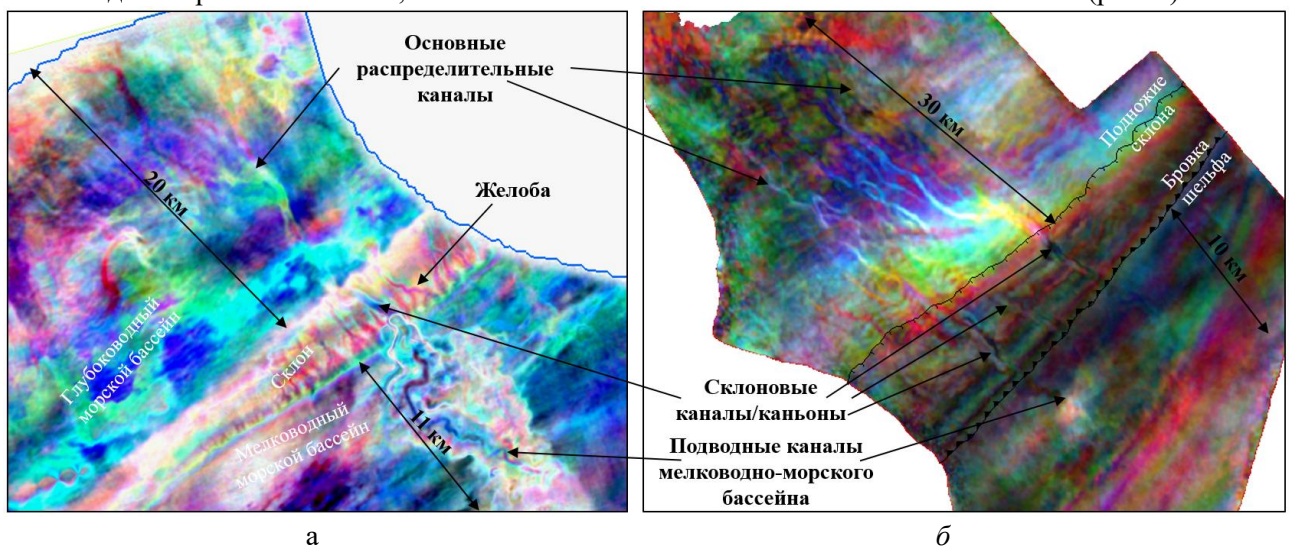 Основные
распределительные
каналы
20 км
Желоба
Глубоководный
морской бассейн
Склон
Мелководный
морской бассейн
11 км
30 км
Подножие
склона
Бровка
шельфа
10 км
Склоновые
каналы/каньоны
Подводные каналы
мелководно-морского
бассейна
а
б